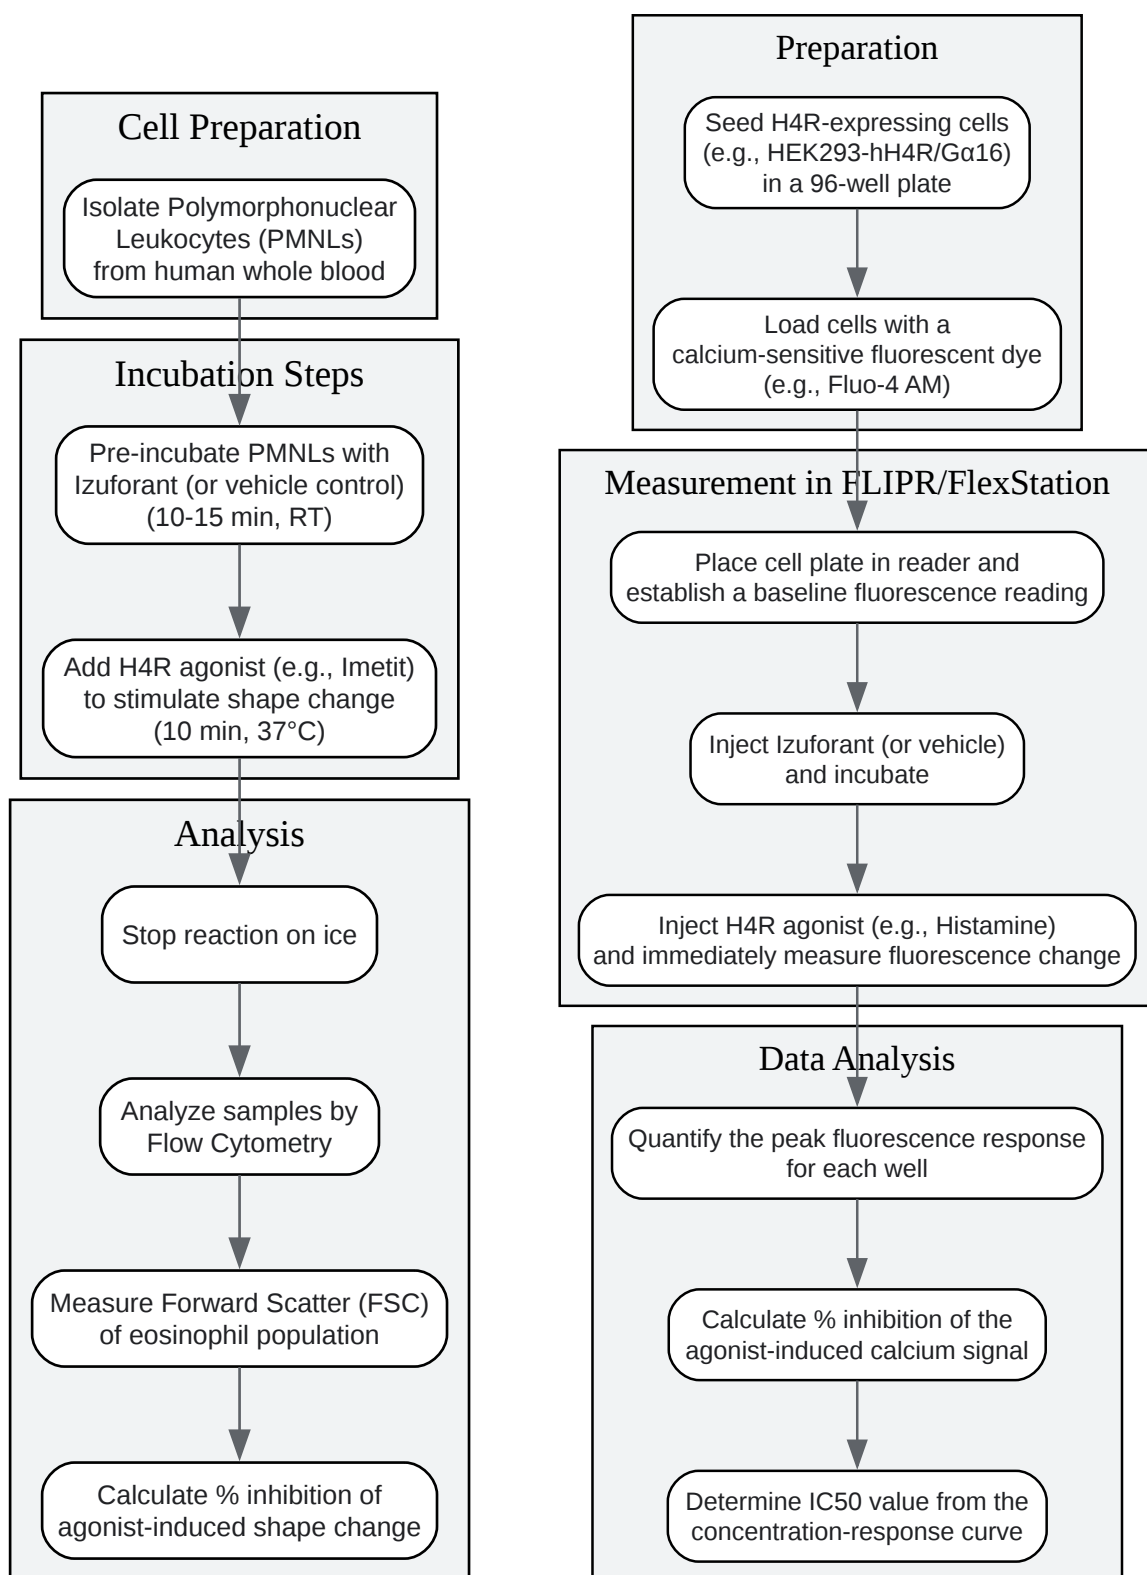 Cell Preparation
Isolate Polymorphonuclear
Leukocytes (PMNLs)
from human whole blood
Incubation Steps
Pre-incubate PMNLs with
Izuforant (or vehicle control)
(10-15 min, RT)
Add H4R agonist (e.g., Imetit)
to stimulate shape change
(10 min, 37°C)
Analysis
Stop reaction on ice
Analyze samples by
Flow Cytometry
Measure Forward Scatter (FSC)
of eosinophil population
Calculate % inhibition of
agonist-induced shape change
Preparation
Seed H4R-expressing cells
(e.g., HEK293-hH4R/Gα16)
in a 96-well plate
Load cells with a
calcium-sensitive fluorescent dye
(e.g., Fluo-4 AM)
Measurement in FLIPR/FlexStation
Place cell plate in reader and
establish a baseline fluorescence reading
Inject Izuforant (or vehicle)
and incubate
Inject H4R agonist (e.g., Histamine)
and immediately measure fluorescence change
Data Analysis
Quantify the peak fluorescence response
for each well
Calculate % inhibition of the
agonist-induced calcium signal
Determine IC50 value from the
concentration-response curve